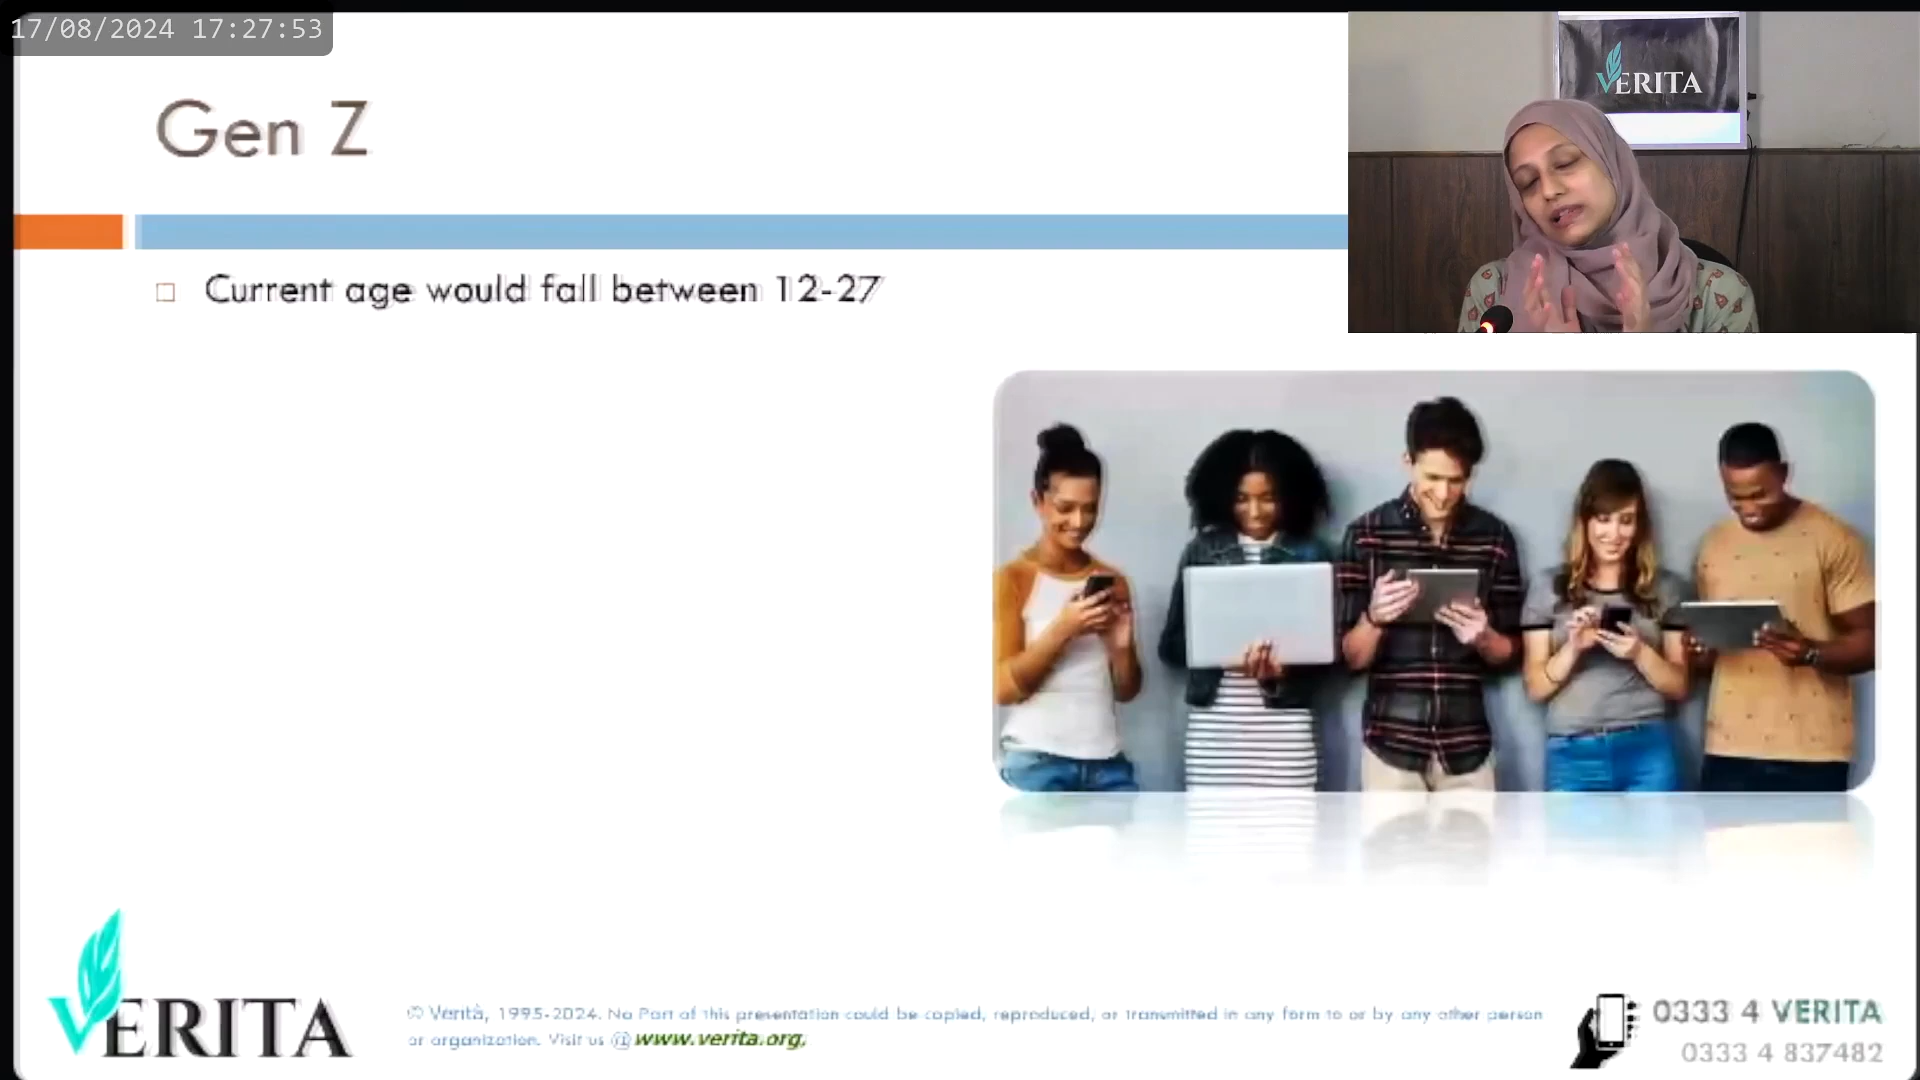 17/08/2024 17:27:53
VERITA
Gen Z
Current age would fall between 12-27
VERITA
© Verità, 1995-2024. No Part of this presentation could be copied, reproduced, or transmitted in any form to or by any other person
or organization. Visit us @ www.verita.org.
0333 4 VERITA
0333 4 837482